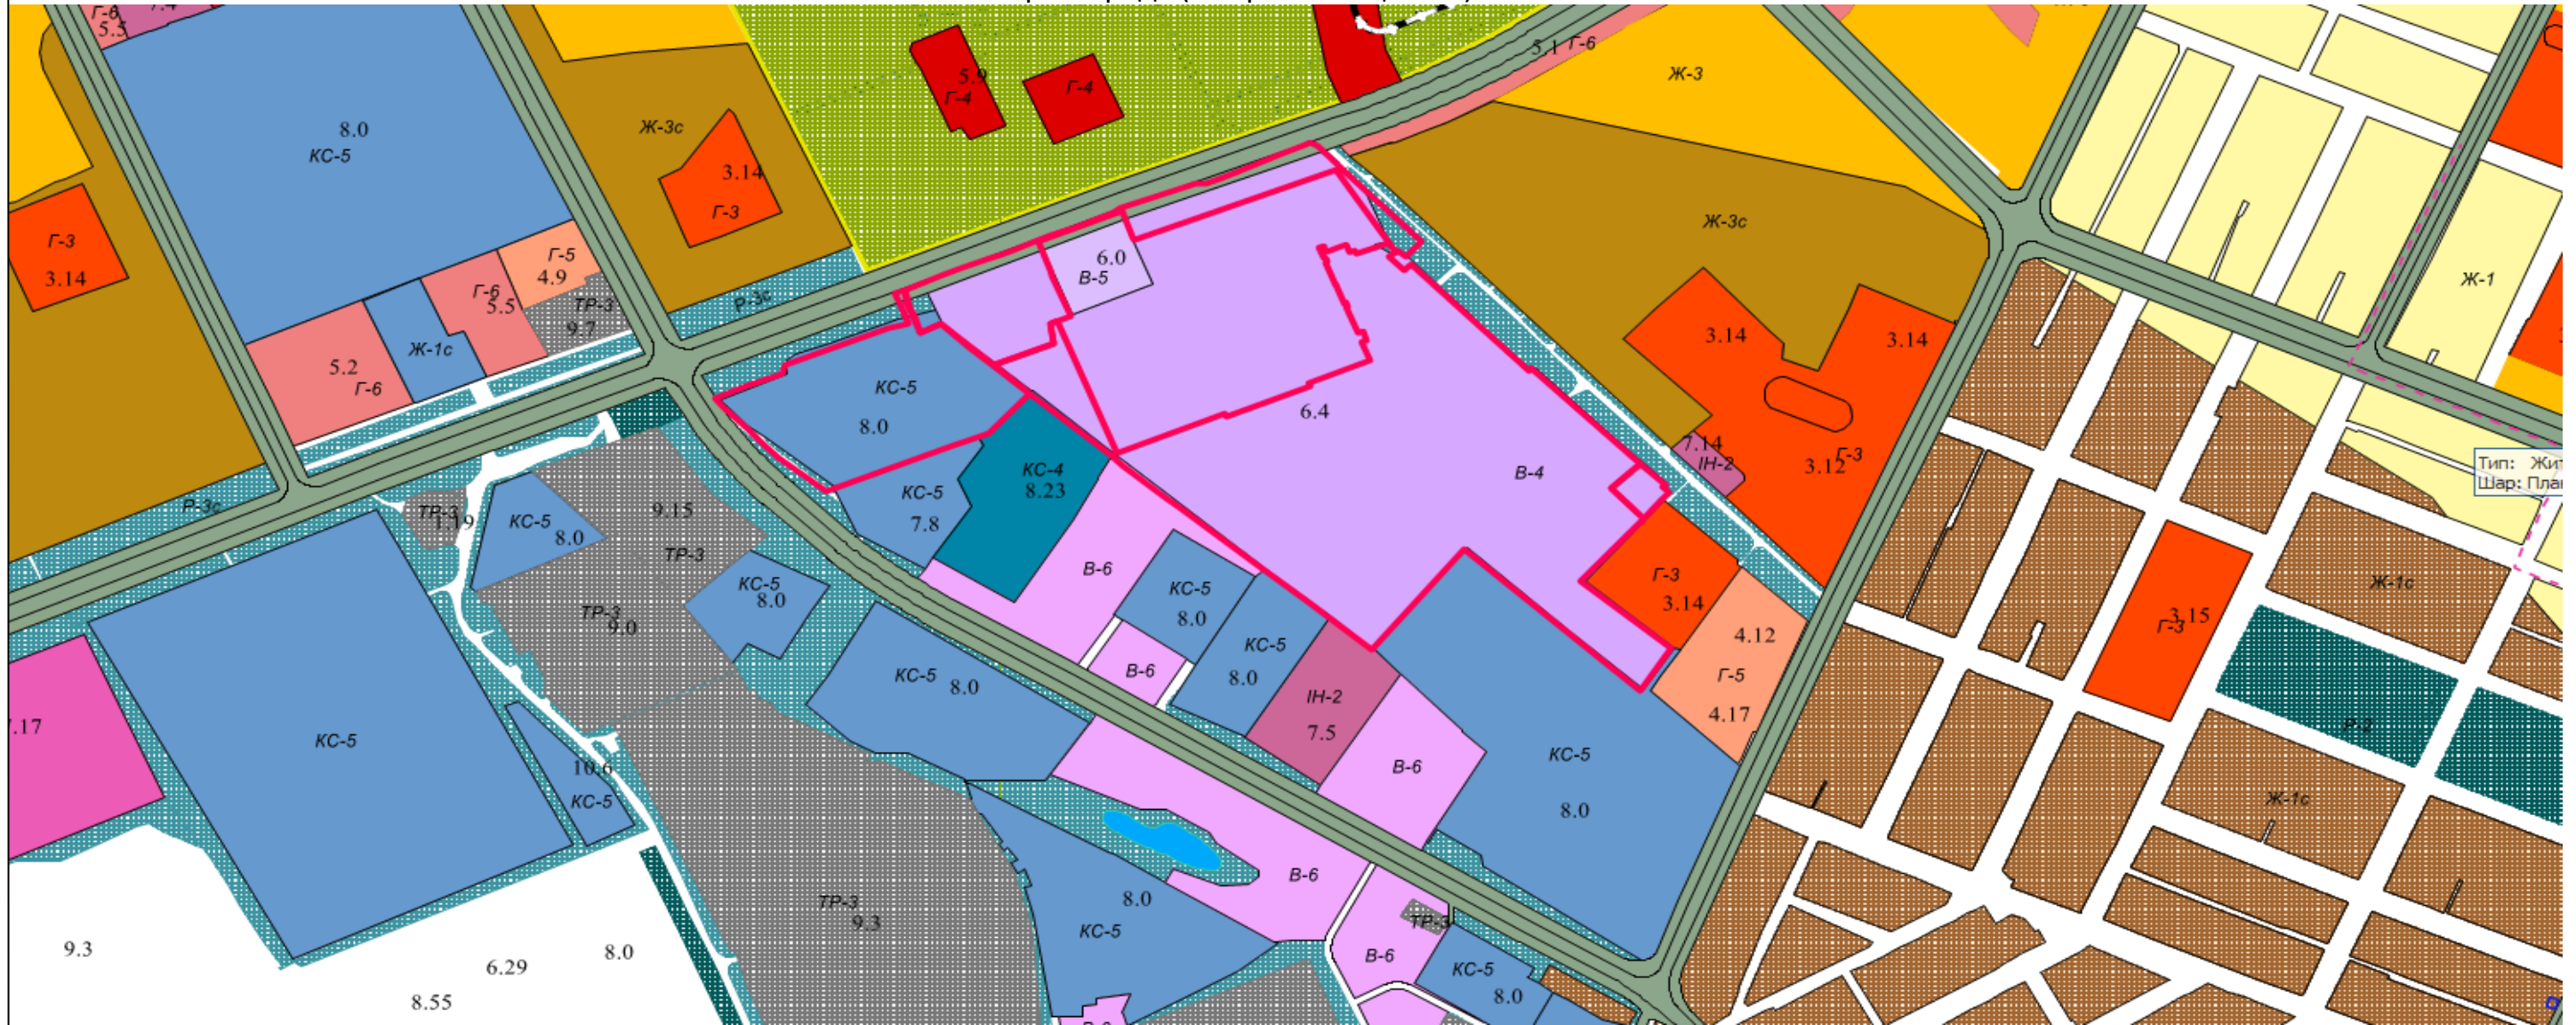 Г-6
5.5
7.4
8.0
КС-5
Ж-3с
3.14
Г-3
Г-3
3.14
5.9
Г-4
Г-4
5.1 Г-6
Ж-3
Ж-3с
Ж-1
Г-5
4.9
Г-6
5.5
ТР-3
9.7
Р-3с
6.0
В-5
Ж-1с
5.2
Г-6
КС-5
8.0
6.4
В-4
3.14
3.14
7.14
ІН-2
Г-3
3.12
Тип: Жит
Шар: План
КС-4
8.23
КС-5
7.8
Р-3с
ТР-3
1.19
КС-5
8.0
9.15
ТР-3
ТР-3
9.0
КС-5
8.0
В-6
КС-5
8.0
КС-5
8.0
В-6
ІН-2
7.5
В-6
Г-3
3.14
4.12
Г-5
4.17
Ж-1с
3.15
Г-3
Р-2
Ж-1с
КС-5
8.0
КС-5
8.0
7.17
КС-5
10.6
КС-5
ТР-3
9.3
8.0
КС-5
В-6
ТР-3
В-6
КС-5
8.0
9.3
6.29
8.0
8.55